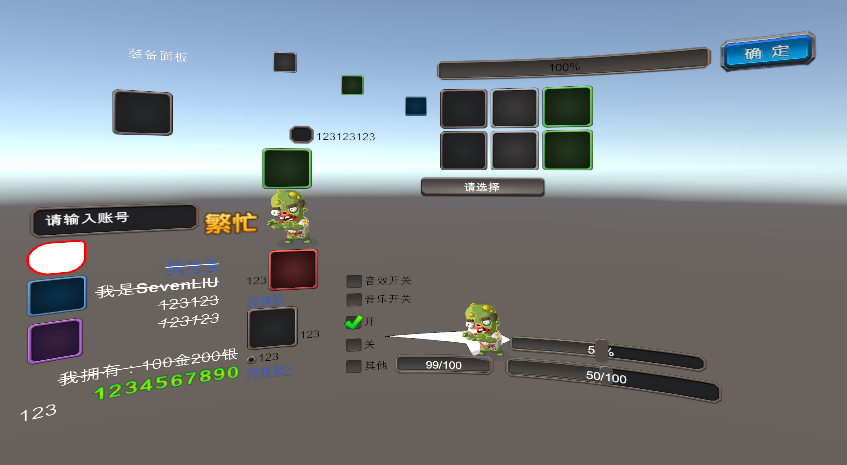 装备面板
确 定
100%
123123123
请选择
请输入账号
繁忙
我是SevenLIU
123123
123123
123
123
123
音效开关
音乐开关
开
关
其他
99/100
50/100
我拥有：100金200银
1234567890
123